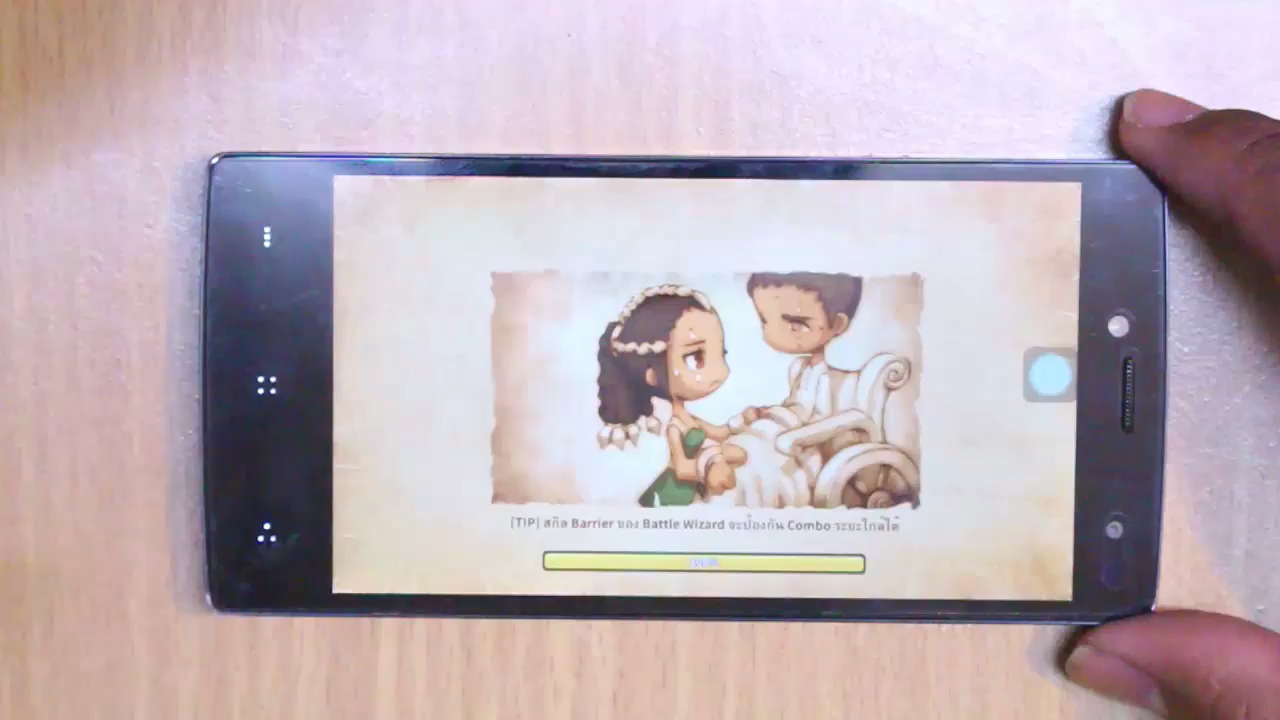 [TIP] สกิล Barrier ของ Battle Wizard จะป้องกัน Combo ระยะใกล้ได้